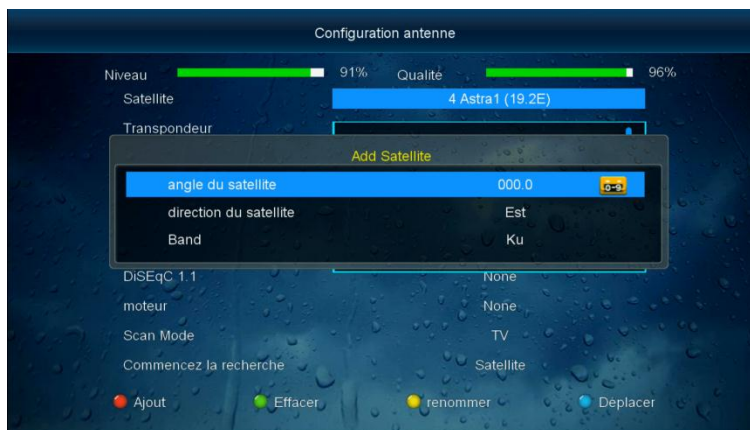 Configuration antenne
Niveau 91% Qualite 96%
Satellite 4 Astra1 (19.2E)
Transpondeur
Add Satellite
angle du satellite 000.0 0-9
direction du satellite Est
Band Ku
DiSEqC 1.1 None
moteur None
Scan Mode TV
Commencez la recherche Satellite
Ajout Effacer renommer Déplacer